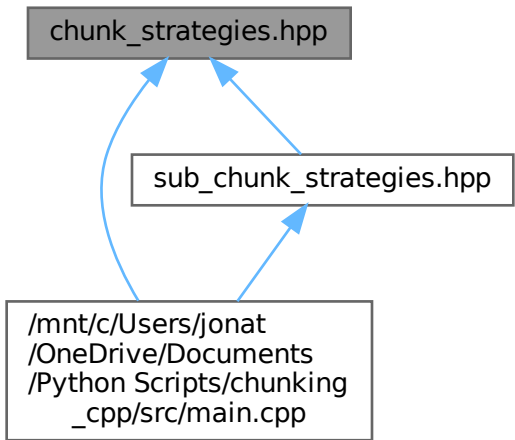 chunk_strategies.hpp
sub_chunk_strategies.hpp
/mnt/c/Users/jonat
/OneDrive/Documents
/Python Scripts/chunking
_cpp/src/main.cpp